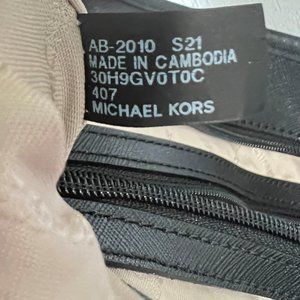 AB-2010 S21
MADE IN CAMBODIA
30H9GV0T0C
407
MICHAEL KORS